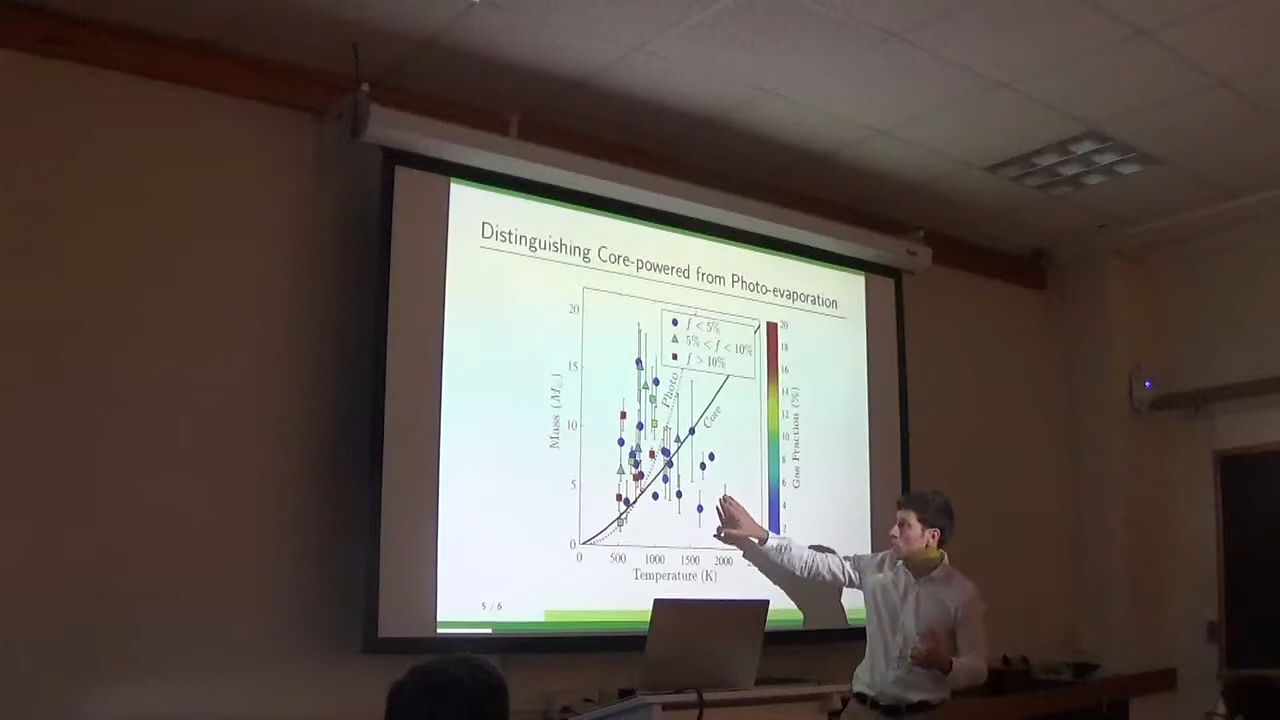 Distinguishing Core-powered from Photo-evaporation
f < 5%
5% < f < 10%
f > 10%
Photo
Core
Mass (M⊕)
20
15
10
5
0
0 500 1000 1500 2000
Temperature (K)
20
18
16
14
12
10
8
6
4
2
Gas Fraction (%)
5 / 6